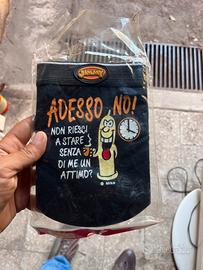 ADESSO NO!
NON RIESCI
A STARE
SENZA
DI ME UN
ATTIMO?